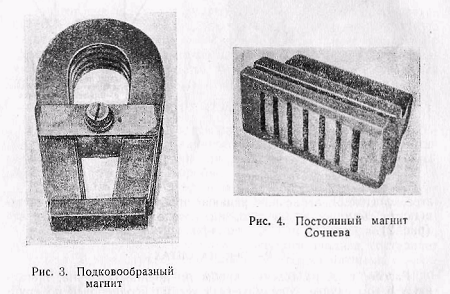 Рис. 3. Подковообразный
магнит
Рис. 4. Постоянный магнит
Сочнева